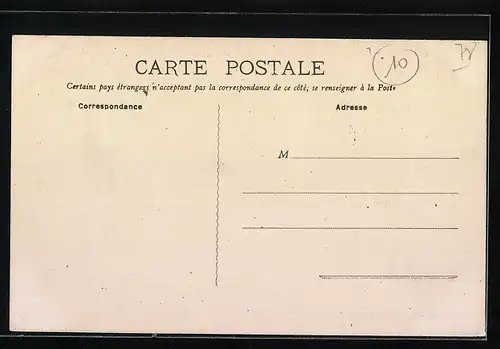 CARTE POSTALE
10
78
Certains pays étrangers n'acceptant pas la correspondance de ce côté, se renseigner à la Poste
Correspondance
Adresse
M